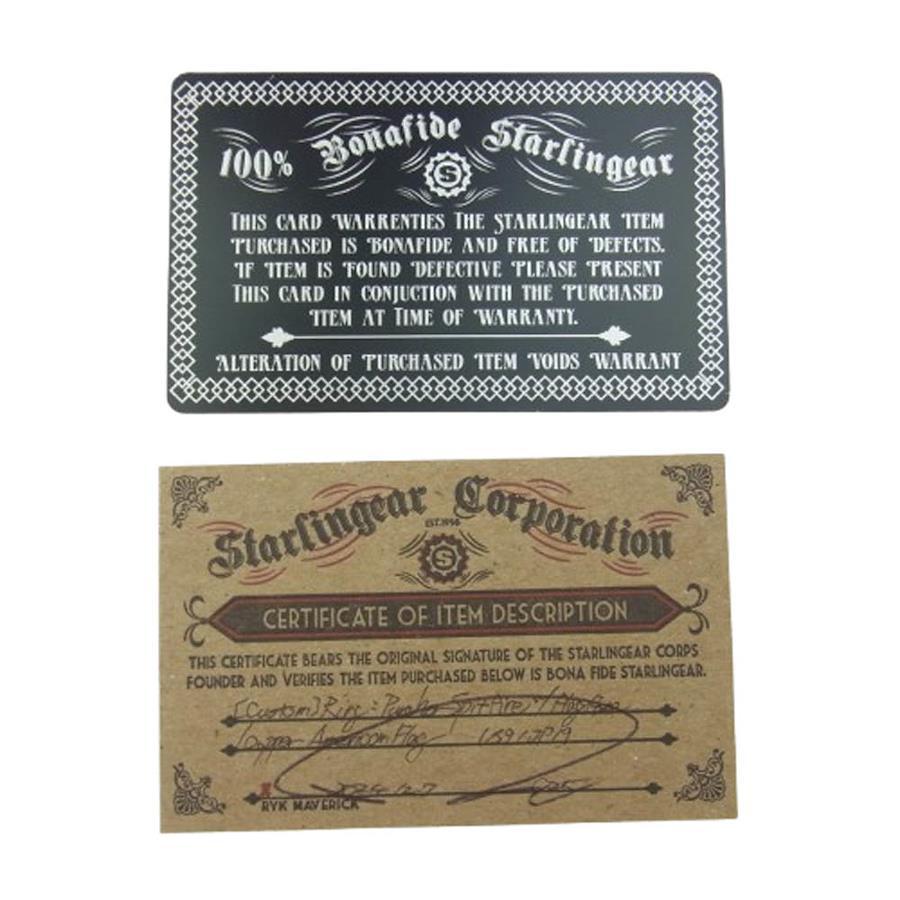 100% Bonafide Starlingear
S
THIS CARD WARRENTIES THE STARLINGEAR ITEM
PURCHASED IS BONAFIDE AND FREE OF DEFECTS.
IF ITEM IS FOUND DEFECTIVE PLEASE PRESENT
THIS CARD IN CONJUCTION WITH THE PURCHASED
ITEM AT TIME OF WARRANTY.
ALTERATION OF PURCHASED ITEM VOIDS WARRANY
Starlingear Corporation
EST.1998
S
CERTIFICATE OF ITEM DESCRIPTION
THIS CERTIFICATE BEARS THE ORIGINAL SIGNATURE OF THE STARLINGEAR CORPS
FOUNDER AND VERIFIES THE ITEM PURCHASED BELOW IS BONA FIDE STARLINGEAR.
[Custom] Ring:
American Flag
X
RYK MAVERICK